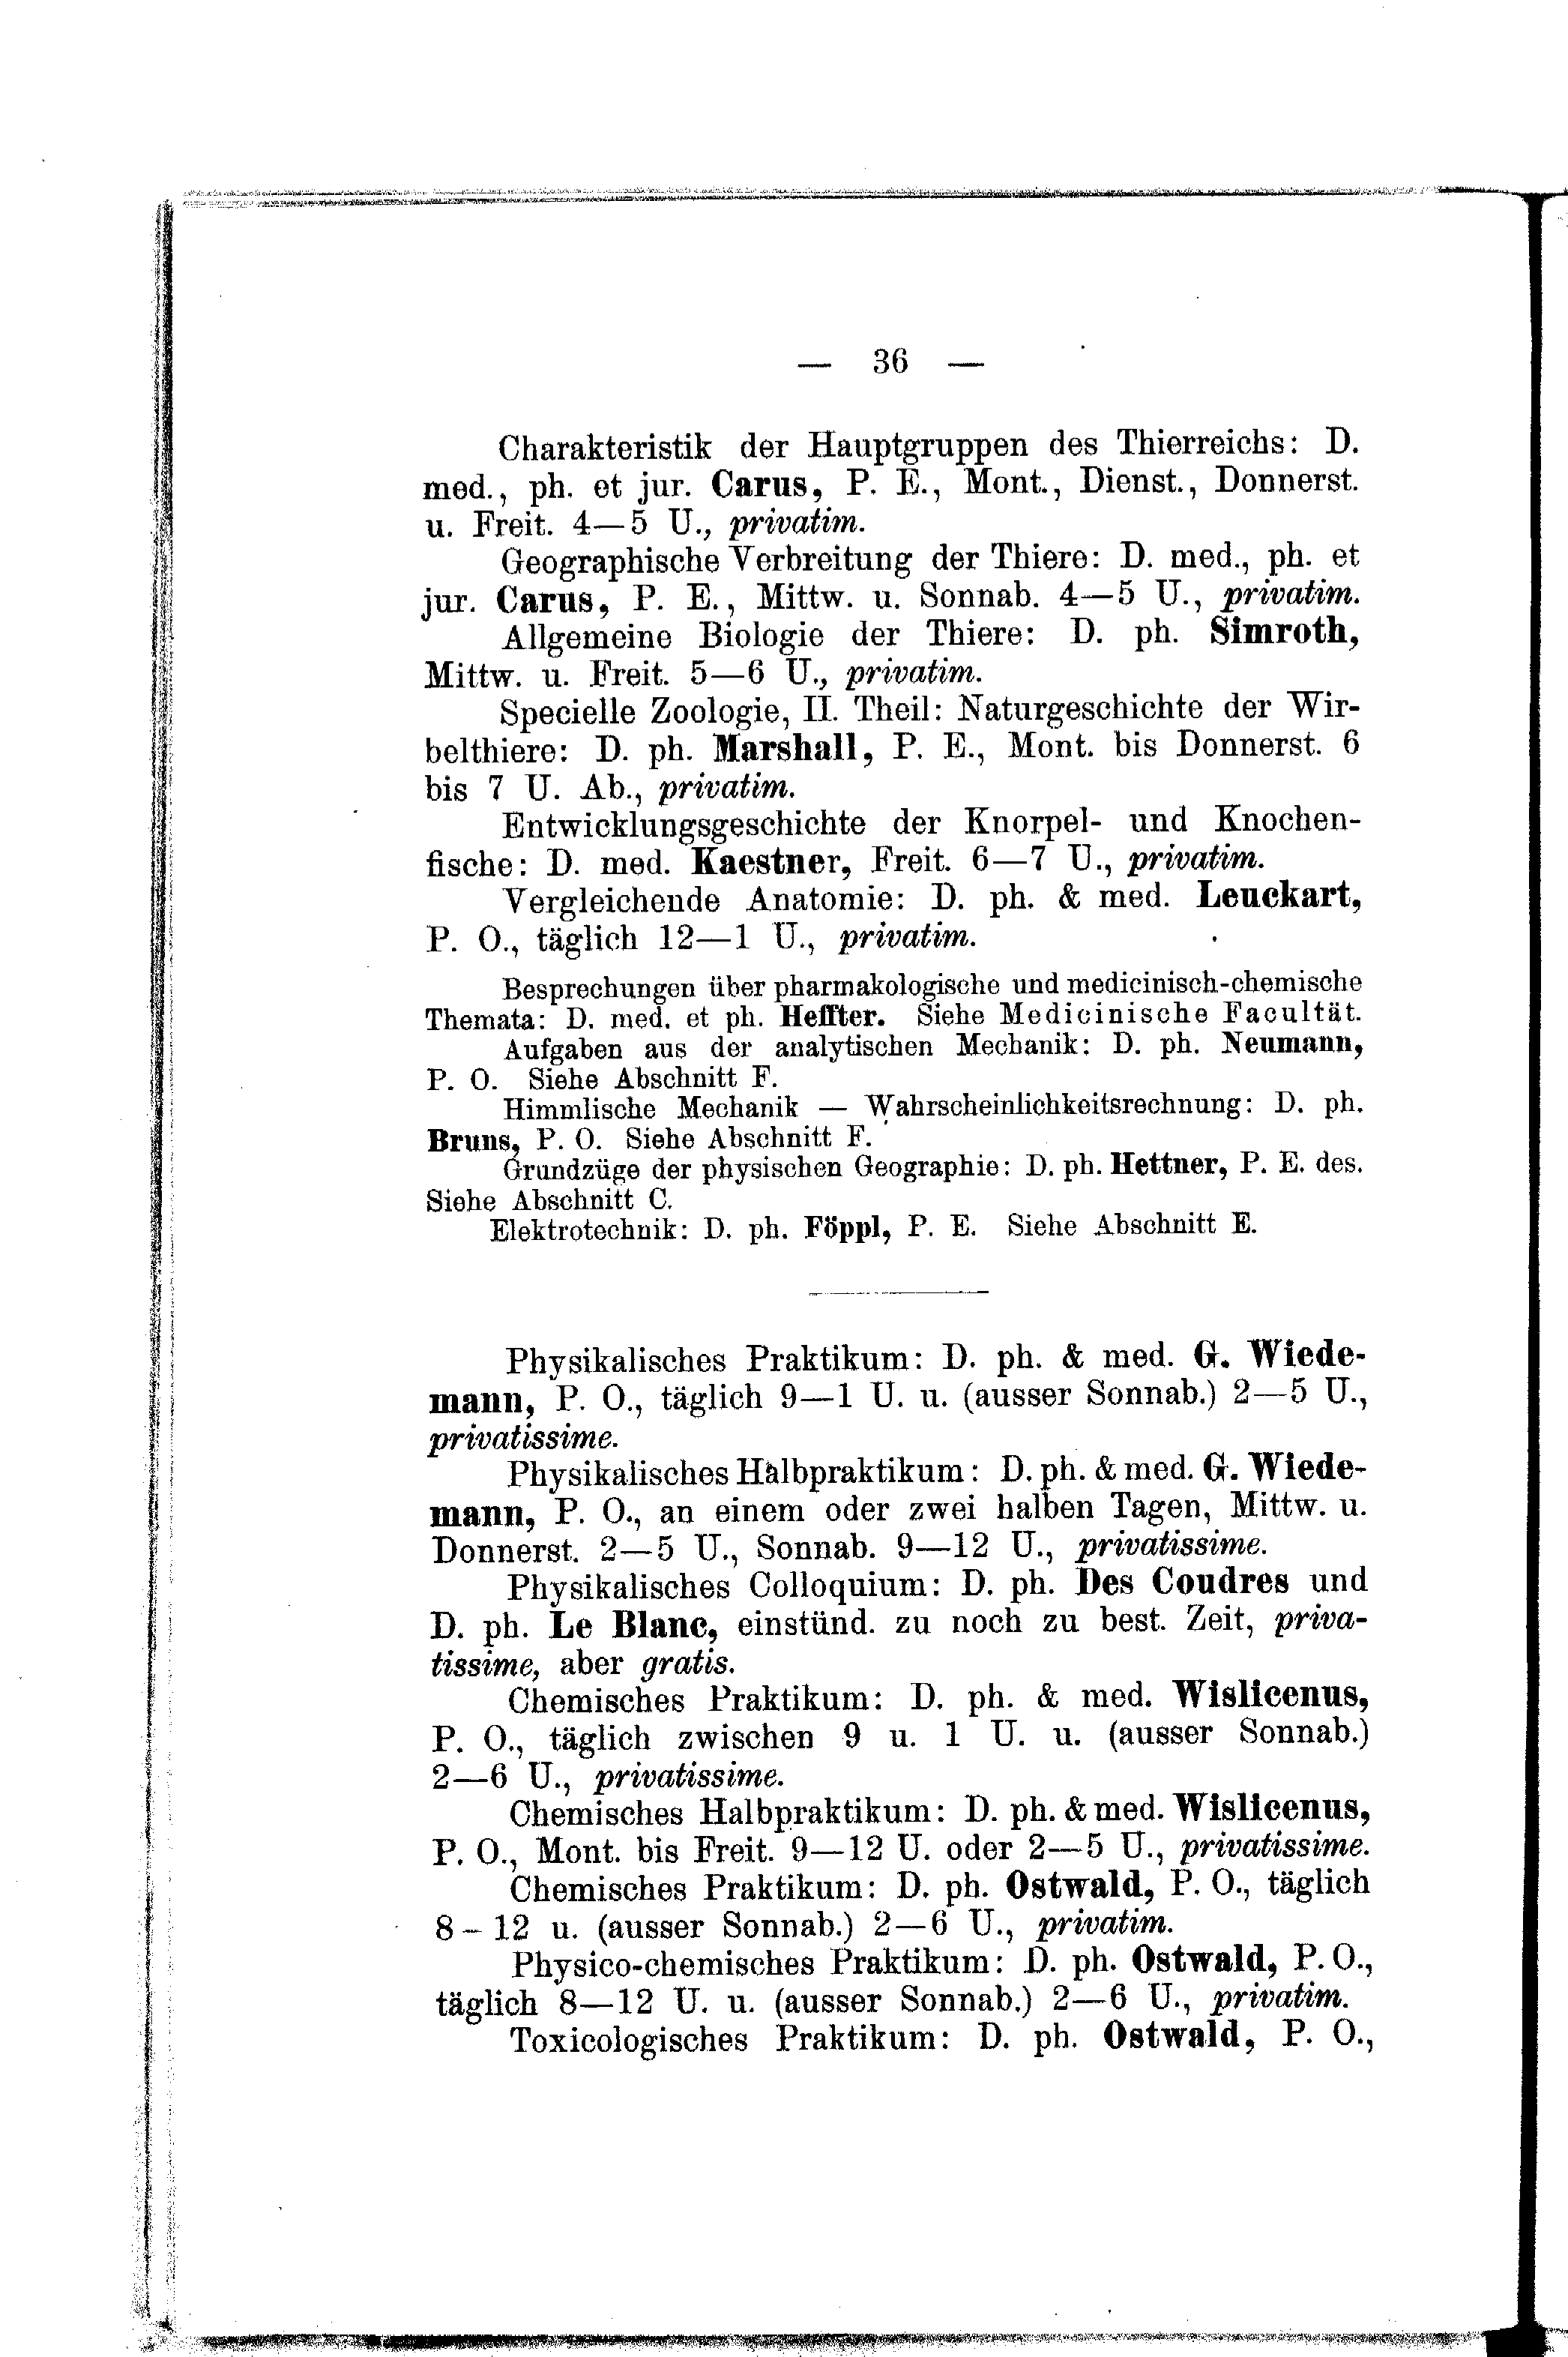 — 36 —
Charakteristik der Hauptgruppen des Thierreichs: D.
med., ph. et jur. Carus, P. E., Mont., Dienst., Donnerst.
u. Freit. 4—5 U., privatim.
Geographische Verbreitung der Thiere: D. med., ph. et
jur. Carus, P. E., Mittw. u. Sonnab. 4—5 U., privatim.
Allgemeine Biologie der Thiere: D. ph. Simroth,
Mittw. u. Freit. 5—6 U., privatim.
Specielle Zoologie, II. Theil: Naturgeschichte der Wir-
belthiere: D. ph. Marshall, P. E., Mont. bis Donnerst. 6
bis 7 U. Ab., privatim.
Entwicklungsgeschichte der Knorpel- und Knochen-
fische: D. med. Kaestner, Freit. 6—7 U., privatim.
Vergleichende Anatomie: D. ph. & med. Leuckart,
P. O., täglich 12—1 U., privatim.
Besprechungen über pharmakologische und medicinisch-chemische
Themata: D. med. et ph. Heffter. Siehe Medicinische Facultät.
Aufgaben aus der analytischen Mechanik: D. ph. Neumann,
P. O. Siehe Abschnitt F.
Himmlische Mechanik — Wahrscheinlichkeitsrechnung: D. ph.
Bruns, P. O. Siehe Abschnitt F.
Grundzüge der physischen Geographie: D. ph. Hettner, P. E. des.
Siehe Abschnitt C.
Elektrotechnik: D. ph. Föppl, P. E. Siehe Abschnitt E.
Physikalisches Praktikum: D. ph. & med. G. Wiede-
mann, P. O., täglich 9—1 U. u. (ausser Sonnab.) 2—5 U.,
privatissime.
Physikalisches Halbpraktikum: D. ph. & med. G. Wiede-
mann, P. O., an einem oder zwei halben Tagen, Mittw. u.
Donnerst. 2—5 U., Sonnab. 9—12 U., privatissime.
Physikalisches Colloquium: D. ph. Des Coudres und
D. ph. Le Blanc, einstünd. zu noch zu best. Zeit, priva-
tissime, aber gratis.
Chemisches Praktikum: D. ph. & med. Wislicenus,
P. O., täglich zwischen 9 u. 1 U. u. (ausser Sonnab.)
2—6 U., privatissime.
Chemisches Halbpraktikum: D. ph. & med. Wislicenus,
P. O., Mont. bis Freit. 9—12 U. oder 2—5 U., privatissime.
Chemisches Praktikum: D. ph. Ostwald, P. O., täglich
8–12 u. (ausser Sonnab.) 2—6 U., privatim.
Physico-chemisches Praktikum: D. ph. Ostwald, P. O.,
täglich 8—12 U. u. (ausser Sonnab.) 2—6 U., privatim.
Toxicologisches Praktikum: D. ph. Ostwald, P. O.,